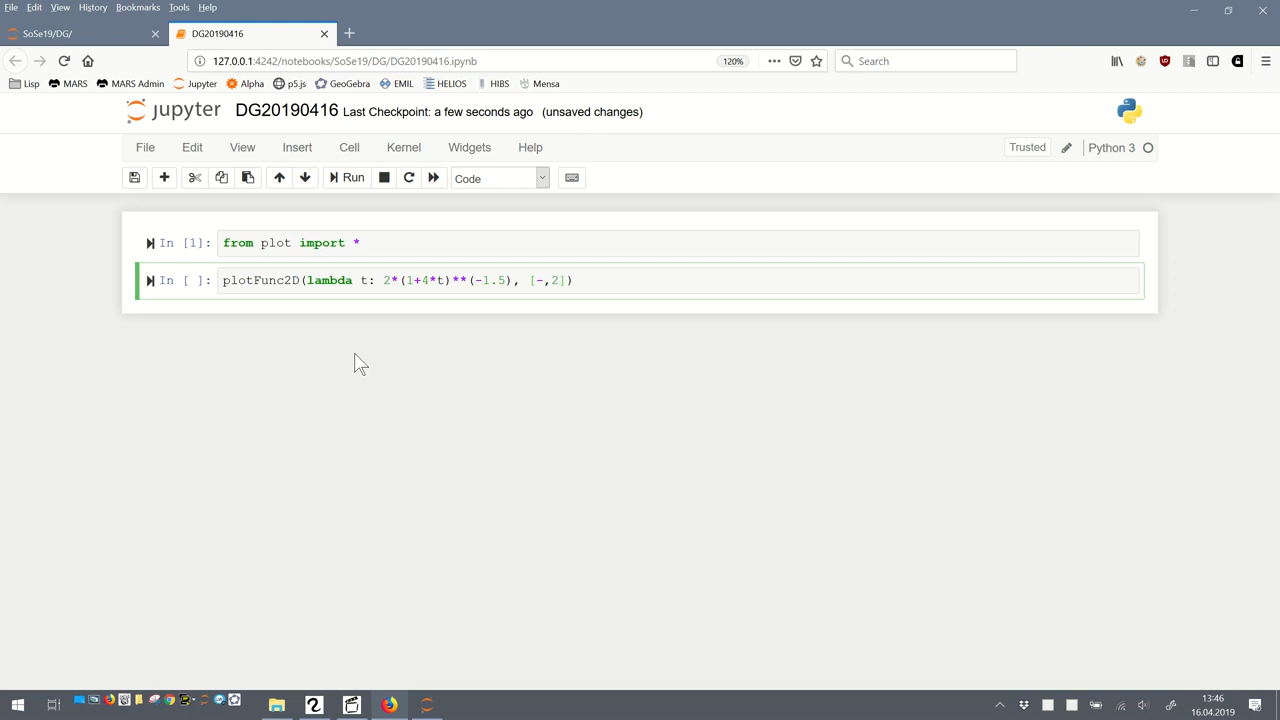 File Edit View History Bookmarks Tools Help
SoSe19/DG/ DG20190416
127.0.0.1:4242/notebooks/SoSe19/DG/DG20190416.ipynb 120% Search
Lisp MARS MARS Admin Jupyter Alpha p5.js GeoGebra EMIL HELIOS HIBS Mensa
jupyter DG20190416 Last Checkpoint: a few seconds ago (unsaved changes)
File Edit View Insert Cell Kernel Widgets Help Trusted Python 3
Run Code
In [1]: from plot import *
In [ ]: plotFunc2D(lambda t: 2*(1+4*t)**(-1.5), [-,2])
13:46
16.04.2019